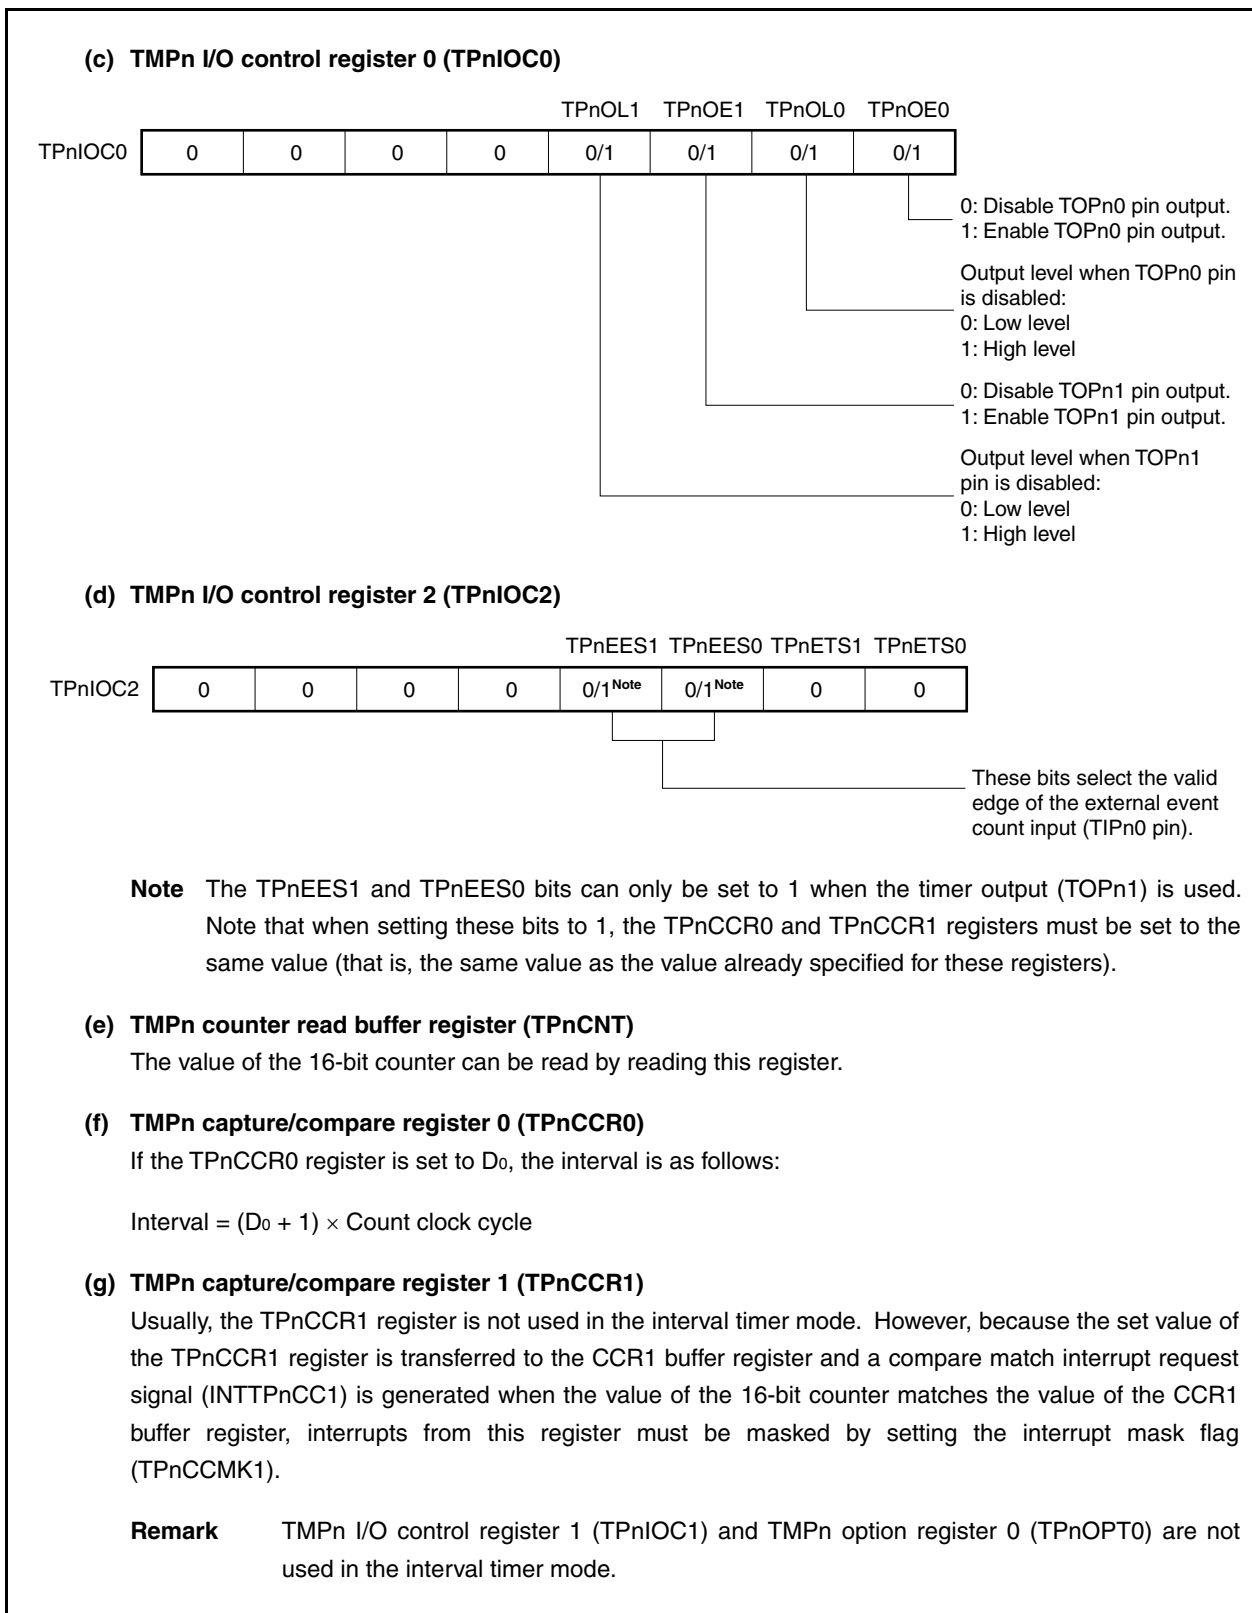 (c) TMPn I/O control register 0 (TPnIOC0)
TPnOL1 TPnOE1 TPnOL0 TPnOE0
TPnIOC0 0 0 0 0 0/1 0/1 0/1 0/1
0: Disable TOPn0 pin output.
1: Enable TOPn0 pin output.
Output level when TOPn0 pin
is disabled:
0: Low level
1: High level
0: Disable TOPn1 pin output.
1: Enable TOPn1 pin output.
Output level when TOPn1
pin is disabled:
0: Low level
1: High level
(d) TMPn I/O control register 2 (TPnIOC2)
TPnEES1 TPnEES0 TPnETS1 TPnETS0
TPnIOC2 0 0 0 0 0/1Note 0/1Note 0 0
These bits select the valid
edge of the external event
count input (TIPn0 pin).
Note The TPnEES1 and TPnEES0 bits can only be set to 1 when the timer output (TOPn1) is used.
Note that when setting these bits to 1, the TPnCCR0 and TPnCCR1 registers must be set to the
same value (that is, the same value as the value already specified for these registers).
(e) TMPn counter read buffer register (TPnCNT)
The value of the 16-bit counter can be read by reading this register.
(f) TMPn capture/compare register 0 (TPnCCR0)
If the TPnCCR0 register is set to D0, the interval is as follows:
Interval = (D0 + 1) × Count clock cycle
(g) TMPn capture/compare register 1 (TPnCCR1)
Usually, the TPnCCR1 register is not used in the interval timer mode. However, because the set value of
the TPnCCR1 register is transferred to the CCR1 buffer register and a compare match interrupt request
signal (INTTPnCC1) is generated when the value of the 16-bit counter matches the value of the CCR1
buffer register, interrupts from this register must be masked by setting the interrupt mask flag
(TPnCCMK1).
Remark TMPn I/O control register 1 (TPnIOC1) and TMPn option register 0 (TPnOPT0) are not
used in the interval timer mode.